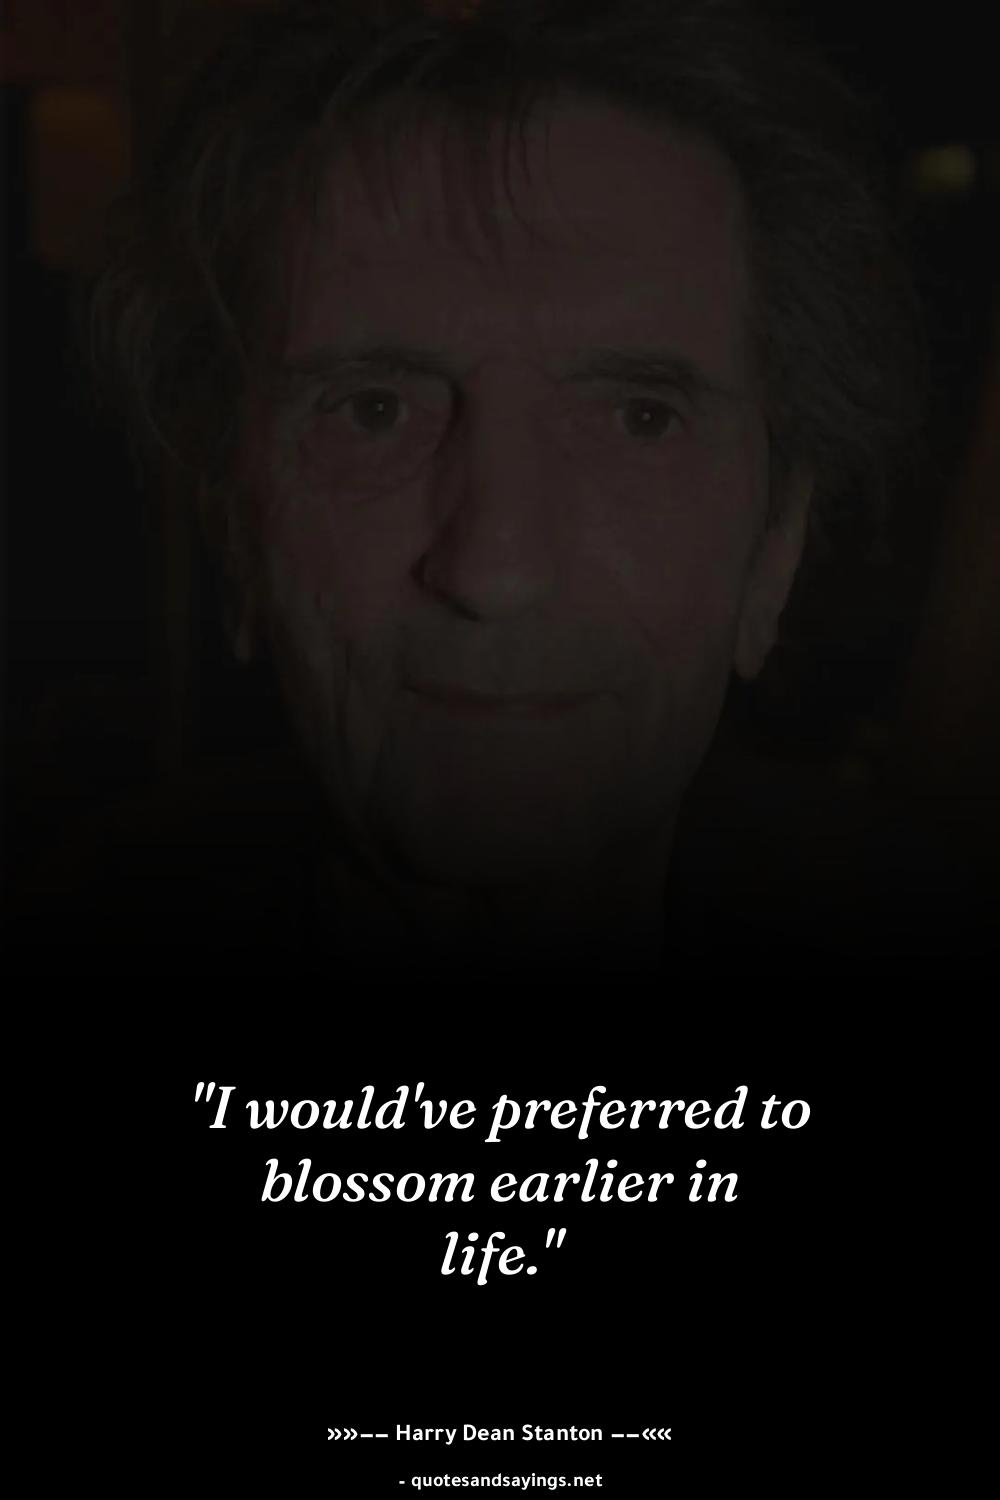 "I would've preferred to
blossom earlier in
life."
»»–– Harry Dean Stanton ––««
- quotesandsayings.net